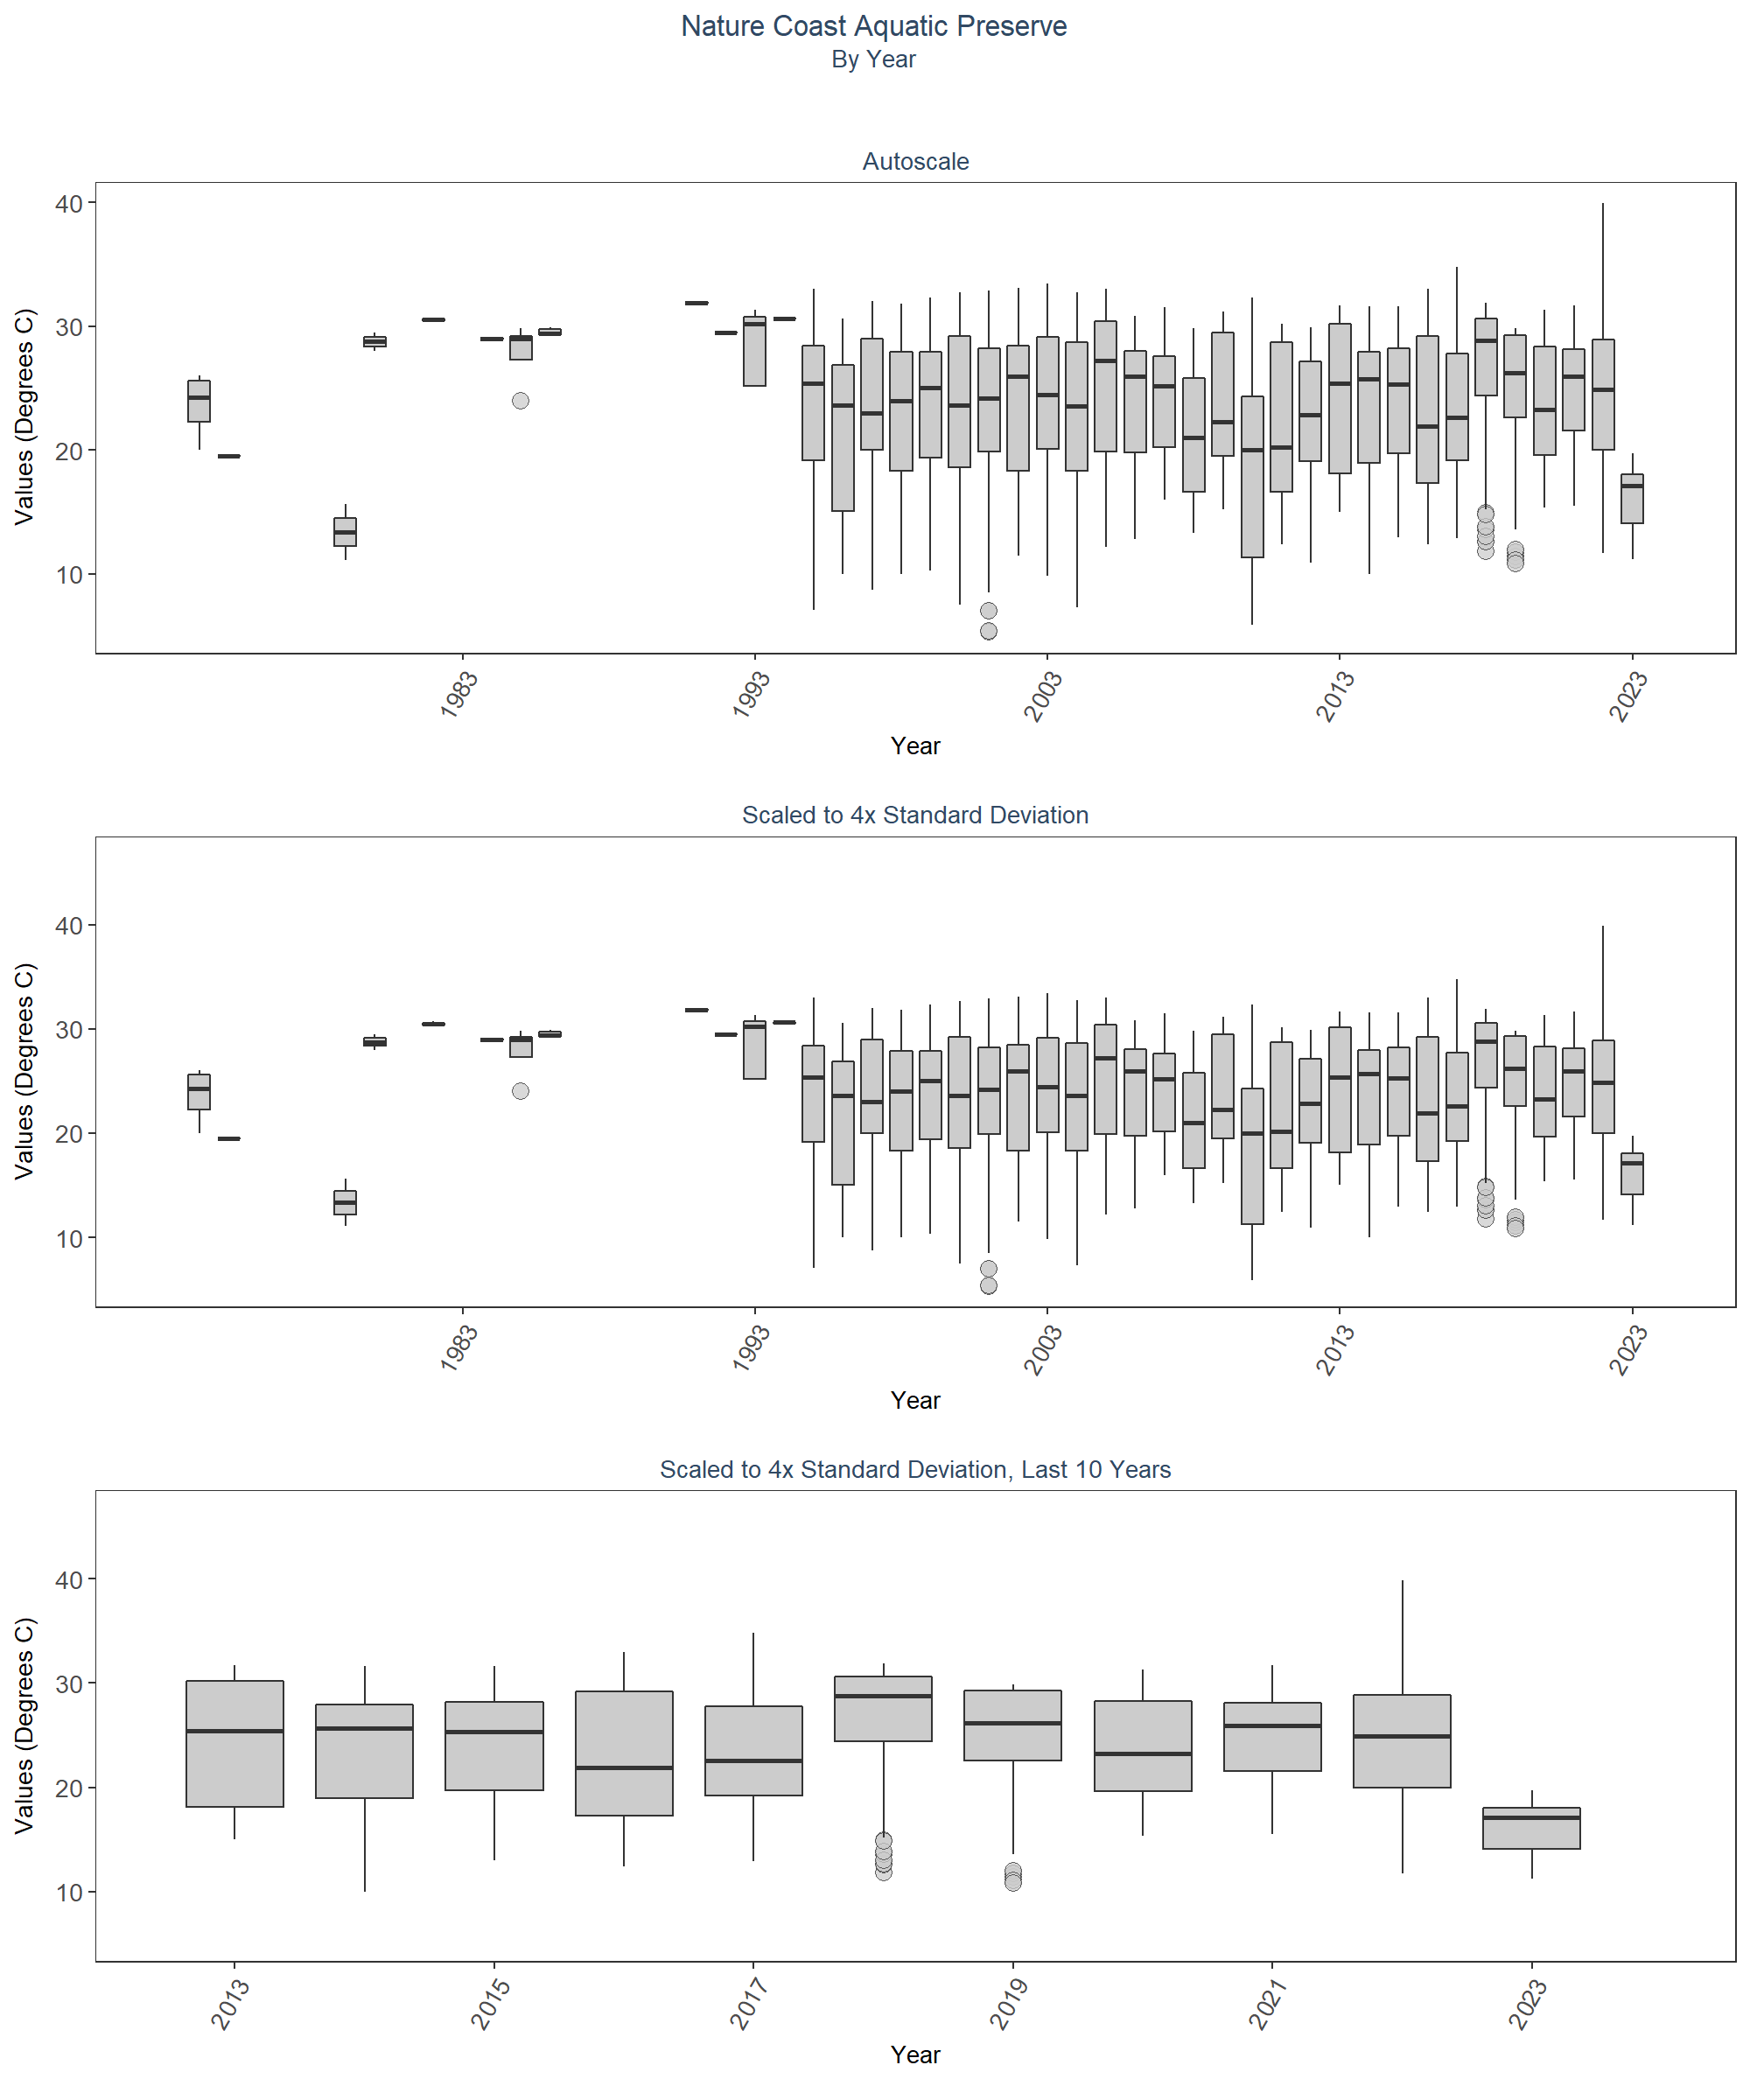 Nature Coast Aquatic Preserve
By Year
Autoscale
Values (Degrees C)
40
30
20
10
1983
1993
2003
2013
2023
Year
Scaled to 4x Standard Deviation
Values (Degrees C)
40
30
20
10
1983
1993
2003
2013
2023
Year
Scaled to 4x Standard Deviation, Last 10 Years
Values (Degrees C)
40
30
20
10
2013
2015
2017
2019
2021
2023
Year